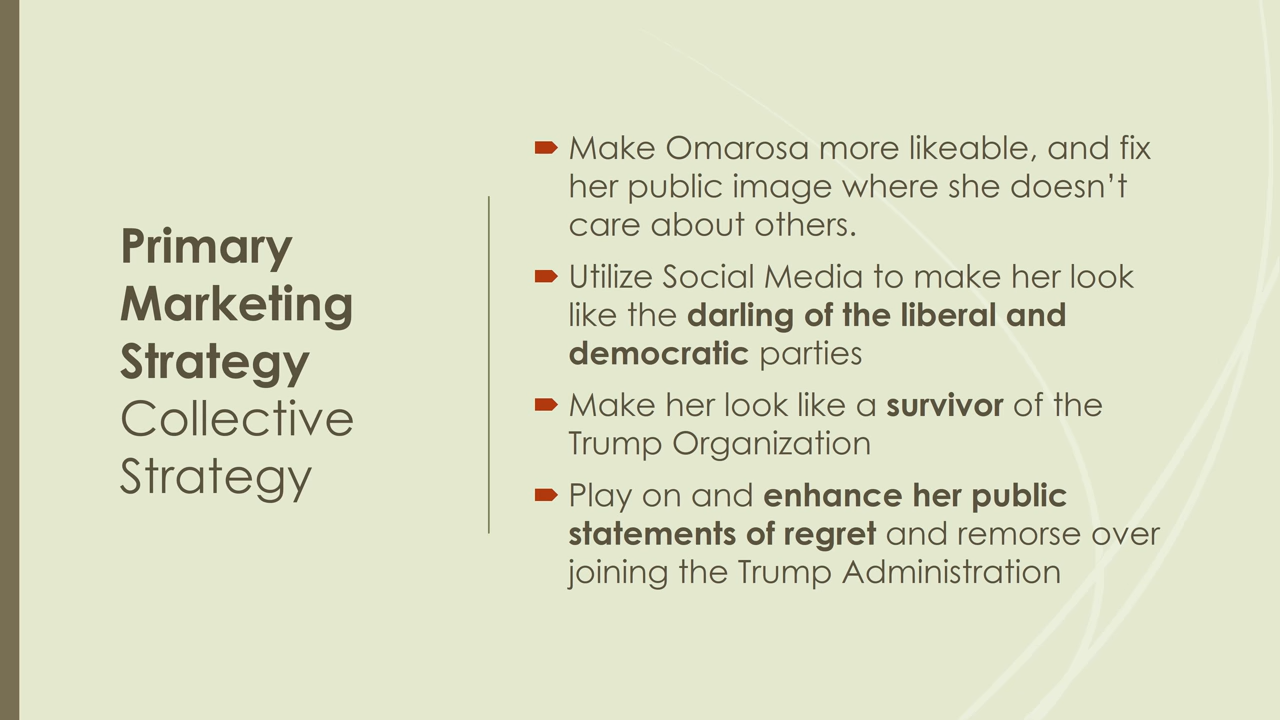 Primary
Marketing
Strategy
Collective
Strategy
Make Omarosa more likeable, and fix
her public image where she doesn’t
care about others.
Utilize Social Media to make her look
like the darling of the liberal and
democratic parties
Make her look like a survivor of the
Trump Organization
Play on and enhance her public
statements of regret and remorse over
joining the Trump Administration